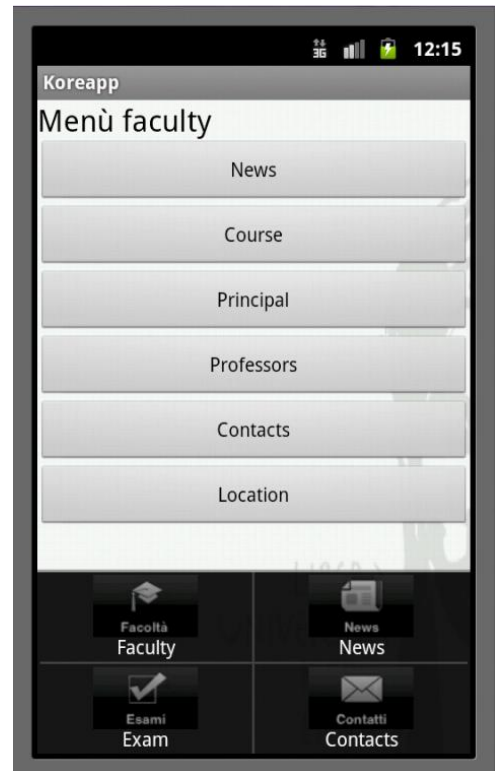 3G 12:15
Koreapp
Menù faculty
News
Course
Principal
Professors
Contacts
Location
Facoltà
Faculty
News
News
Esami
Exam
Contatti
Contacts